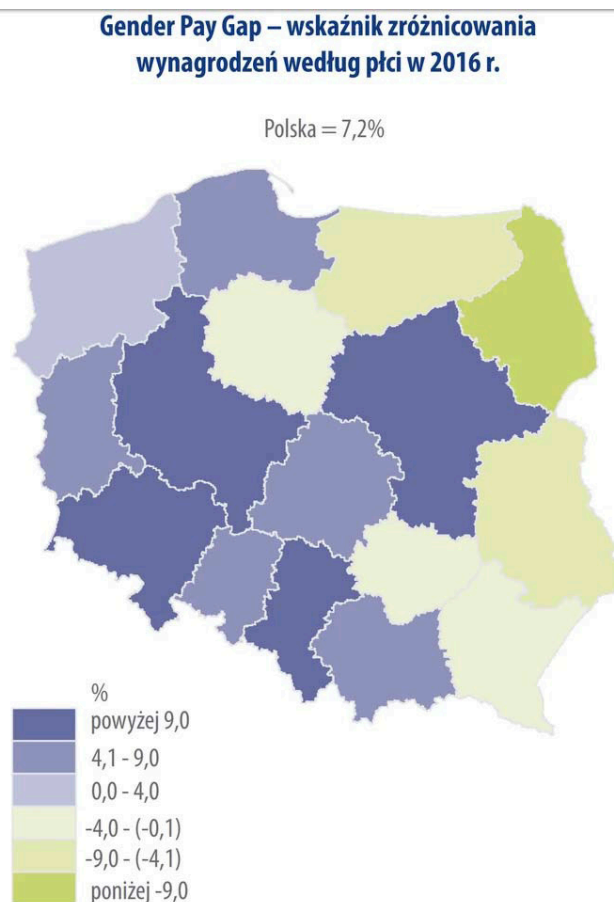 Gender Pay Gap – wskaźnik zróżnicowania
wynagrodzeń według płci w 2016 r.
Polska = 7,2%
%
powyżej 9,0
4,1 - 9,0
0,0 - 4,0
-4,0 - (-0,1)
-9,0 - (-4,1)
poniżej -9,0